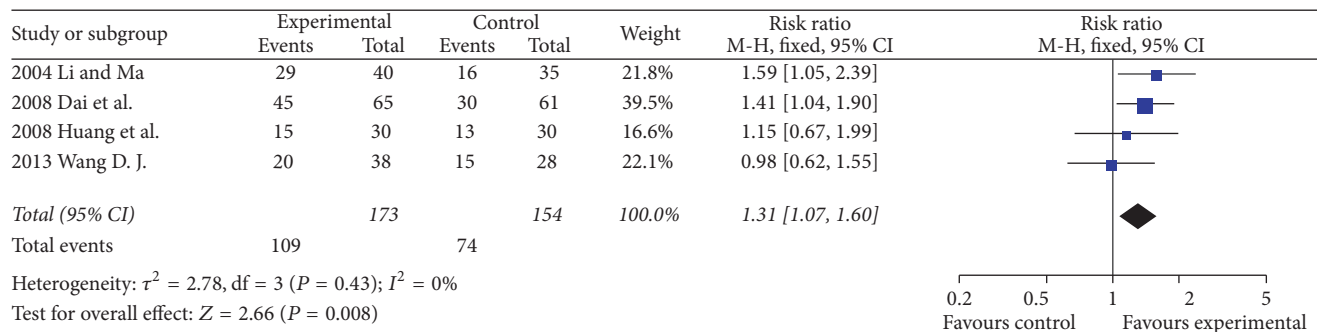 Study or subgroup Experimental Control Weight Risk ratio Risk ratio
Events Total Events Total M-H, fixed, 95% CI M-H, fixed, 95% CI
2004 Li and Ma 29 40 16 35 21.8% 1.59 [1.05, 2.39]
2008 Dai et al. 45 65 30 61 39.5% 1.41 [1.04, 1.90]
2008 Huang et al. 15 30 13 30 16.6% 1.15 [0.67, 1.99]
2013 Wang D. J. 20 38 15 28 22.1% 0.98 [0.62, 1.55]
Total (95% CI) 173 154 100.0% 1.31 [1.07, 1.60]
Total events 109 74
Heterogeneity: τ² = 2.78, df = 3 (P = 0.43); I² = 0%
Test for overall effect: Z = 2.66 (P = 0.008)
0.2 0.5 1 2 5
Favours control Favours experimental